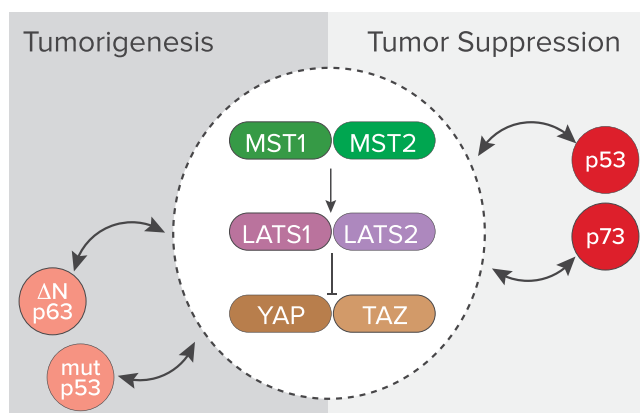 Tumorigenesis
Tumor Suppression
MST1 MST2
p53
LATS1 LATS2
p73
ΔN
p63
YAP TAZ
mut
p53